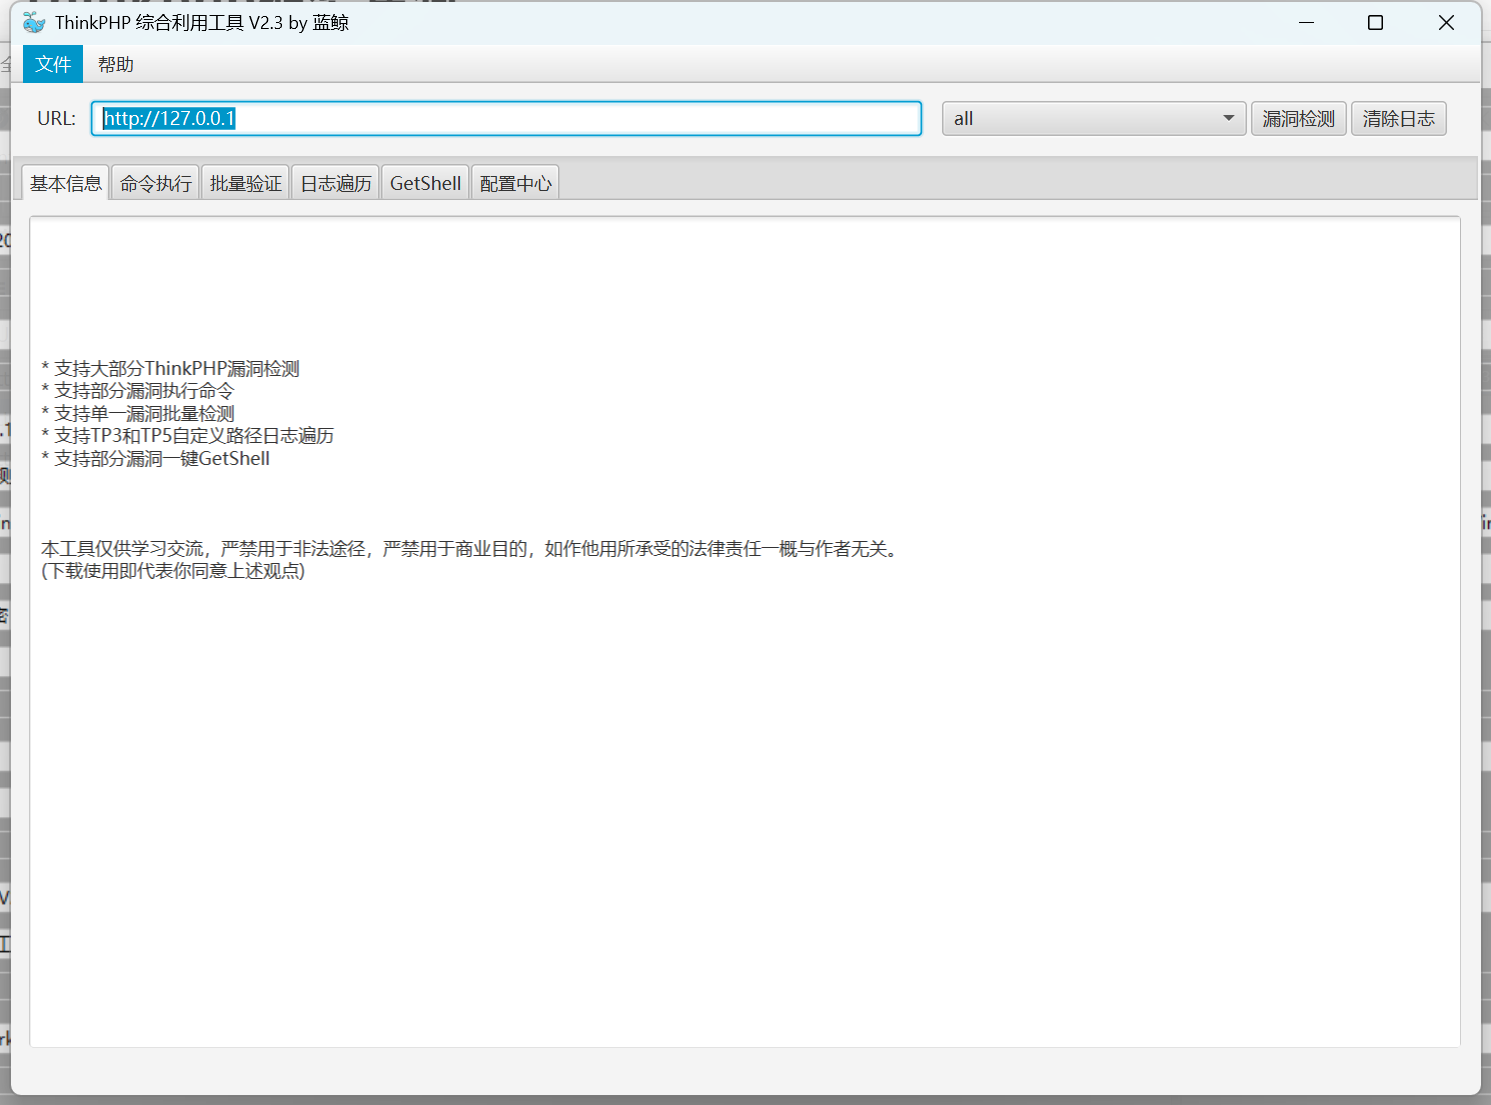 ThinkPHP 综合利用工具 V2.3 by 蓝鲸
文件 帮助
URL: http://127.0.0.1 all 漏洞检测 清除日志
基本信息 命令执行 批量验证 日志遍历 GetShell 配置中心
* 支持大部分ThinkPHP漏洞检测
* 支持部分漏洞执行命令
* 支持单一漏洞批量检测
* 支持TP3和TP5自定义路径日志遍历
* 支持部分漏洞一键GetShell
本工具仅供学习交流，严禁用于非法途径，严禁用于商业目的，如作他用所承受的法律责任一概与作者无关。
(下载使用即代表你同意上述观点)